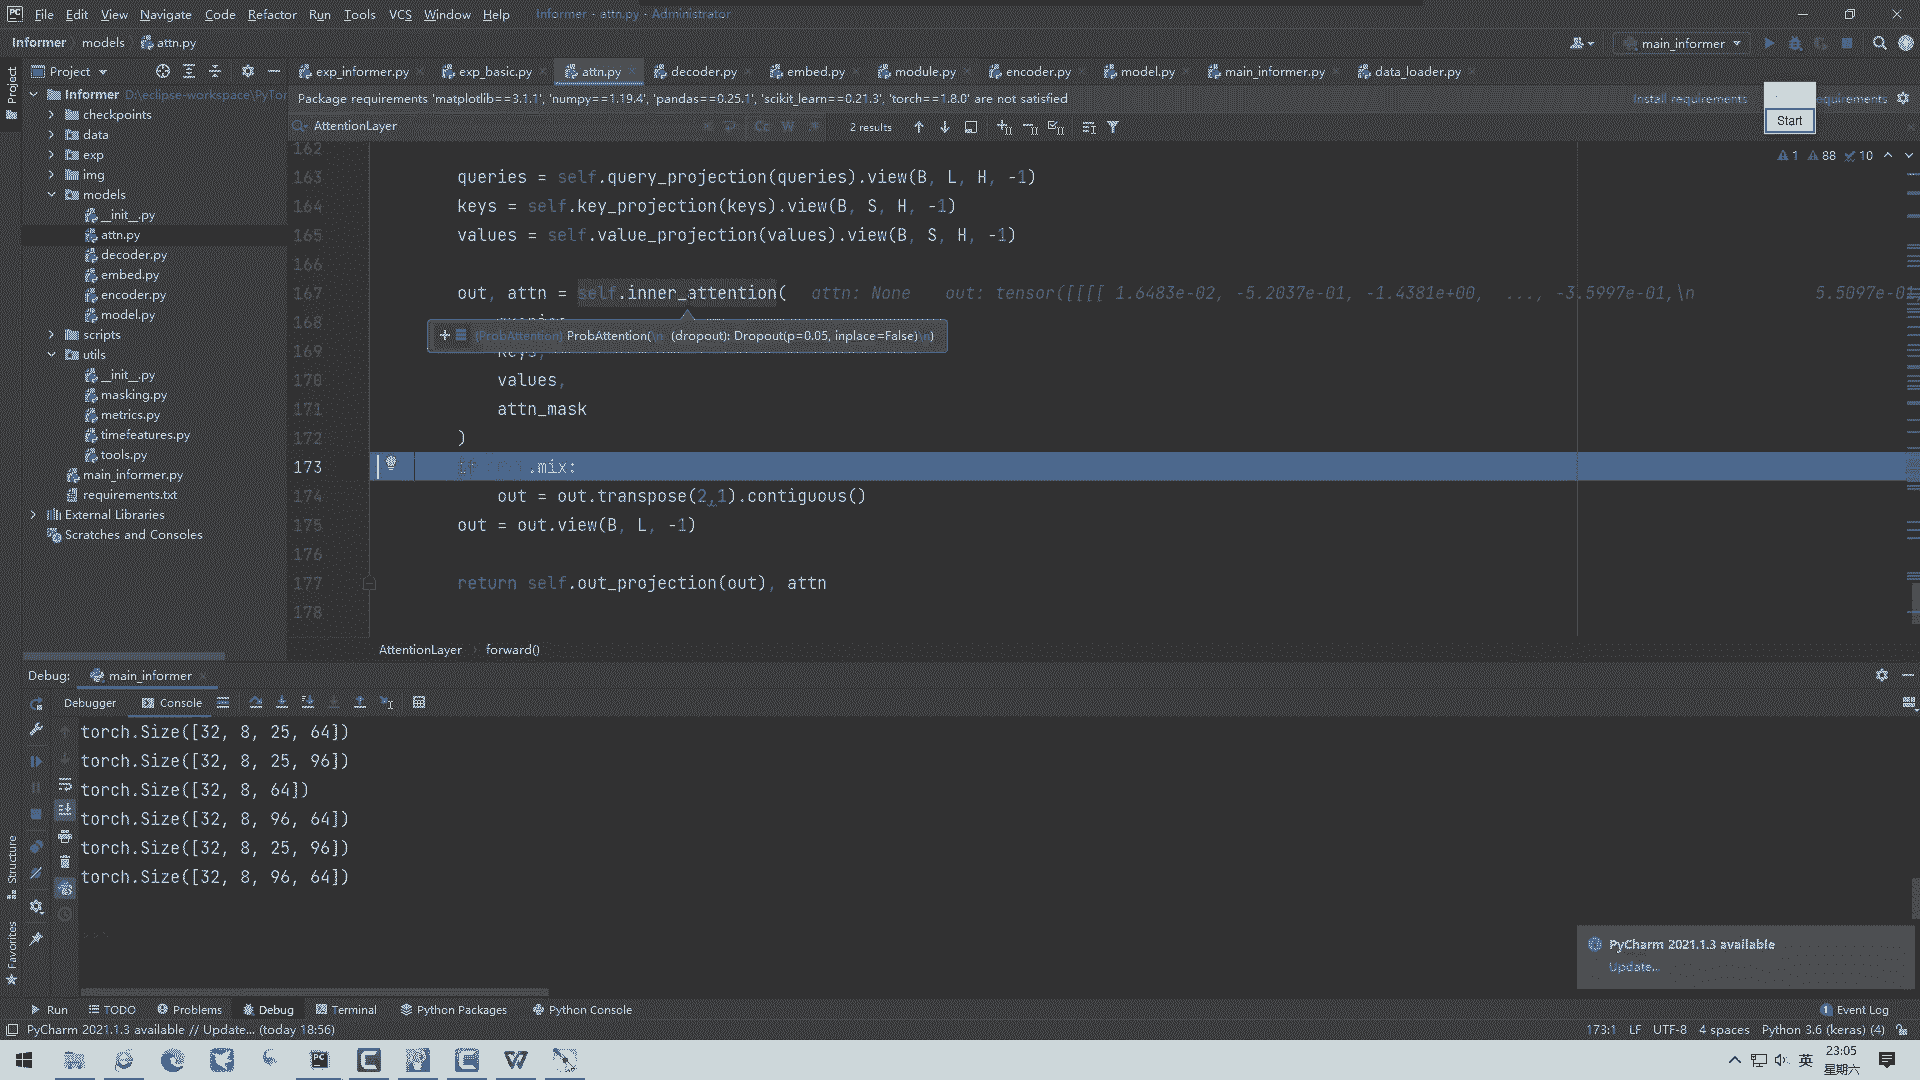 PC File Edit View Navigate Code Refactor Run Tools VCS Window Help Informer - attn.py - Administrator
Informer models attn.py
main_informer
Project
exp_informer.py exp_basic.py attn.py decoder.py embed.py module.py encoder.py model.py main_informer.py data_loader.py
Informer
checkpoints
data
exp
img
models
__init__.py
attn.py
decoder.py
embed.py
encoder.py
model.py
scripts
utils
__init__.py
masking.py
metrics.py
timefeatures.py
tools.py
main_informer.py
requirements.txt
External Libraries
Scratches and Consoles
Package requirements 'matplotlib==3.1.1', 'numpy==1.19.4', 'pandas==0.25.1', 'scikit_learn==0.21.3', 'torch==1.8.0' are not satisfied
Install requirements
Start
AttentionLayer
Cc W
2 results
1 88 10
162
163 queries = self.query_projection(queries).view(B, L, H, -1)
164 keys = self.key_projection(keys).view(B, S, H, -1)
165 values = self.value_projection(values).view(B, S, H, -1)
166
167 out, attn = self.inner_attention( attn: None out: tensor([[[[ 1.6483e-02, -5.2037e-01, -1.4381e+00, ..., -3.5997e-01,\n 5.5097e-01
168
{ProbAttention} ProbAttention(\n (dropout): Dropout(p=0.05, inplace=False)\n)
169 keys,
170 values,
171 attn_mask
172 )
173 if self.mix:
174 out = out.transpose(2,1).contiguous()
175 out = out.view(B, L, -1)
176
177 return self.out_projection(out), attn
178
AttentionLayer forward()
Debug: main_informer
Debugger Console
torch.Size([32, 8, 25, 64])
torch.Size([32, 8, 25, 96])
torch.Size([32, 8, 64])
torch.Size([32, 8, 96, 64])
torch.Size([32, 8, 25, 96])
torch.Size([32, 8, 96, 64])
>>>
Structure
Favorites
PyCharm 2021.1.3 available
Update...
Run TODO Problems Debug Terminal Python Packages Python Console
1 Event Log
PyCharm 2021.1.3 available // Update... (today 18:56)
173:1 LF UTF-8 4 spaces Python 3.6 (keras) (4)
英
23:05
星期六